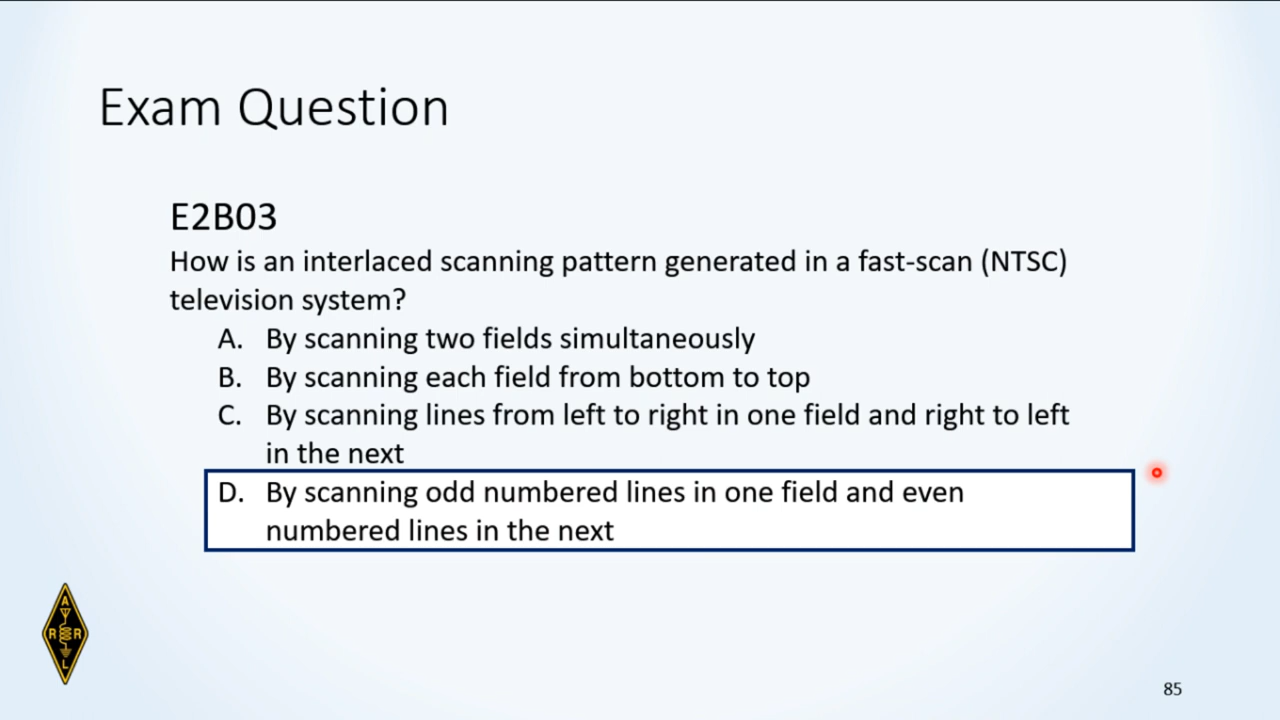 Exam Question
E2B03
How is an interlaced scanning pattern generated in a fast-scan (NTSC)
television system?
A. By scanning two fields simultaneously
B. By scanning each field from bottom to top
C. By scanning lines from left to right in one field and right to left
in the next
D. By scanning odd numbered lines in one field and even
numbered lines in the next
A
R R
L
85